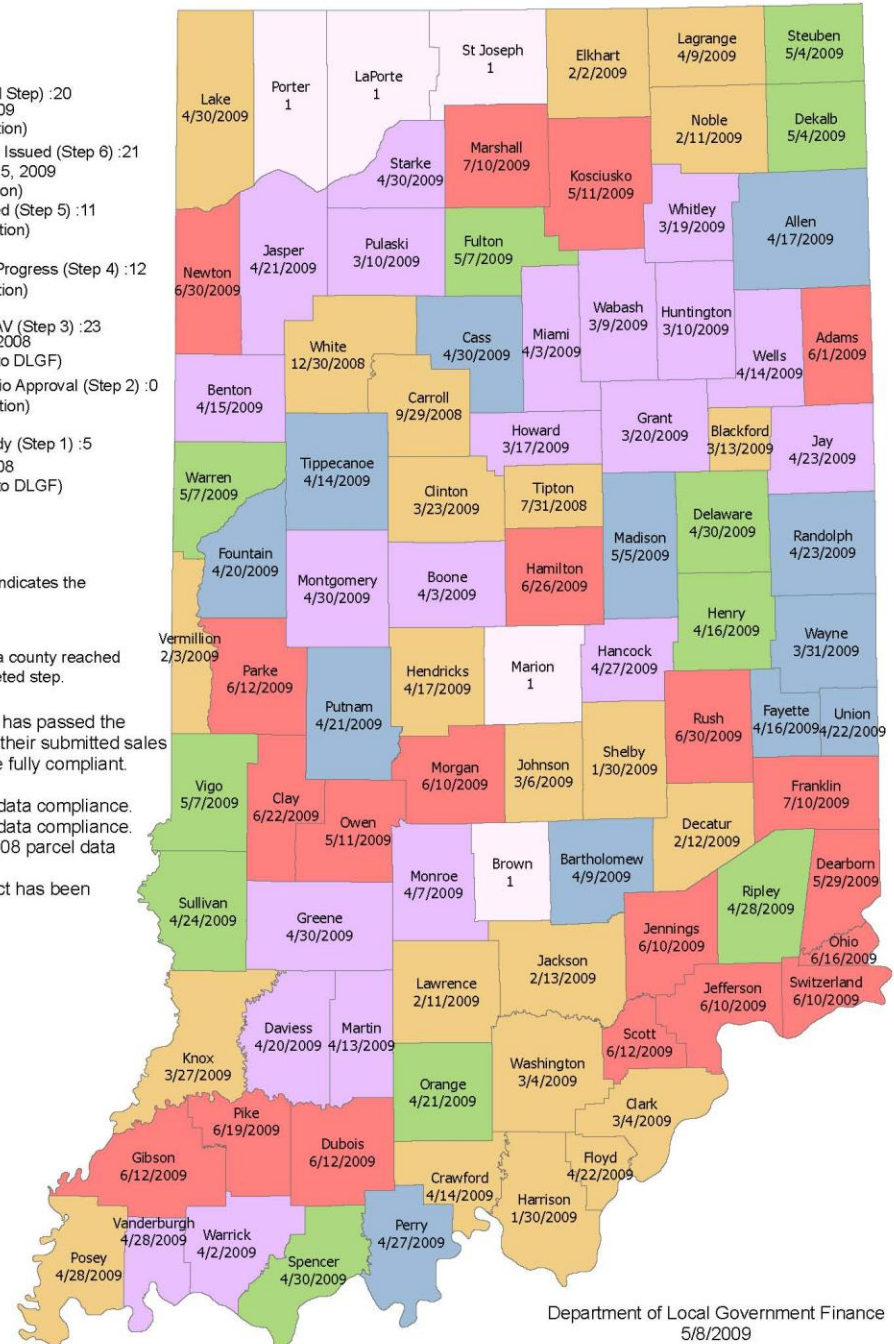 l Step) :20
09
tion)
Issued (Step 6) :21
5, 2009
on)
ed (Step 5) :11
tion)
Progress (Step 4) :12
tion)
AV (Step 3) :23
2008
to DLGF)
io Approval (Step 2) :0
tion)
dy (Step 1) :5
08
to DLGF)
ndicates the
a county reached
eted step.
has passed the
their submitted sales
e fully compliant.
data compliance.
data compliance.
08 parcel data
ct has been
Lake
4/30/2009
Porter
1
LaPorte
1
St Joseph
1
Elkhart
2/2/2009
Lagrange
4/9/2009
Steuben
5/4/2009
Noble
2/11/2009
Dekalb
5/4/2009
Starke
4/30/2009
Marshall
7/10/2009
Kosciusko
5/11/2009
Whitley
3/19/2009
Allen
4/17/2009
Newton
6/30/2009
Jasper
4/21/2009
Pulaski
3/10/2009
Fulton
5/7/2009
White
12/30/2008
Cass
4/30/2009
Miami
4/3/2009
Wabash
3/9/2009
Huntington
3/10/2009
Wells
4/14/2009
Adams
6/1/2009
Benton
4/15/2009
Carroll
9/29/2008
Howard
3/17/2009
Grant
3/20/2009
Blackford
3/13/2009
Jay
4/23/2009
Warren
5/7/2009
Tippecanoe
4/14/2009
Clinton
3/23/2009
Tipton
7/31/2008
Madison
5/5/2009
Delaware
4/30/2009
Randolph
4/23/2009
Fountain
4/20/2009
Montgomery
4/30/2009
Boone
4/3/2009
Hamilton
6/26/2009
Henry
4/16/2009
Wayne
3/31/2009
Vermillion
2/3/2009
Parke
6/12/2009
Putnam
4/21/2009
Hendricks
4/17/2009
Marion
1
Hancock
4/27/2009
Rush
6/30/2009
Fayette
4/16/2009
Union
4/22/2009
Vigo
5/7/2009
Clay
6/22/2009
Owen
5/11/2009
Morgan
6/10/2009
Johnson
3/6/2009
Shelby
1/30/2009
Franklin
7/10/2009
Decatur
2/12/2009
Sullivan
4/24/2009
Greene
4/30/2009
Monroe
4/7/2009
Brown
1
Bartholomew
4/9/2009
Jennings
6/10/2009
Ripley
4/28/2009
Dearborn
5/29/2009
Ohio
6/16/2009
Switzerland
6/10/2009
Jefferson
6/10/2009
Lawrence
2/11/2009
Jackson
2/13/2009
Scott
6/12/2009
Knox
3/27/2009
Daviess
4/20/2009
Martin
4/13/2009
Orange
4/21/2009
Washington
3/4/2009
Clark
3/4/2009
Gibson
6/12/2009
Pike
6/19/2009
Dubois
6/12/2009
Crawford
4/14/2009
Harrison
1/30/2009
Floyd
4/22/2009
Posey
4/28/2009
Vanderburgh
4/28/2009
Warrick
4/2/2009
Spencer
4/30/2009
Perry
4/27/2009
Department of Local Government Finance
5/8/2009